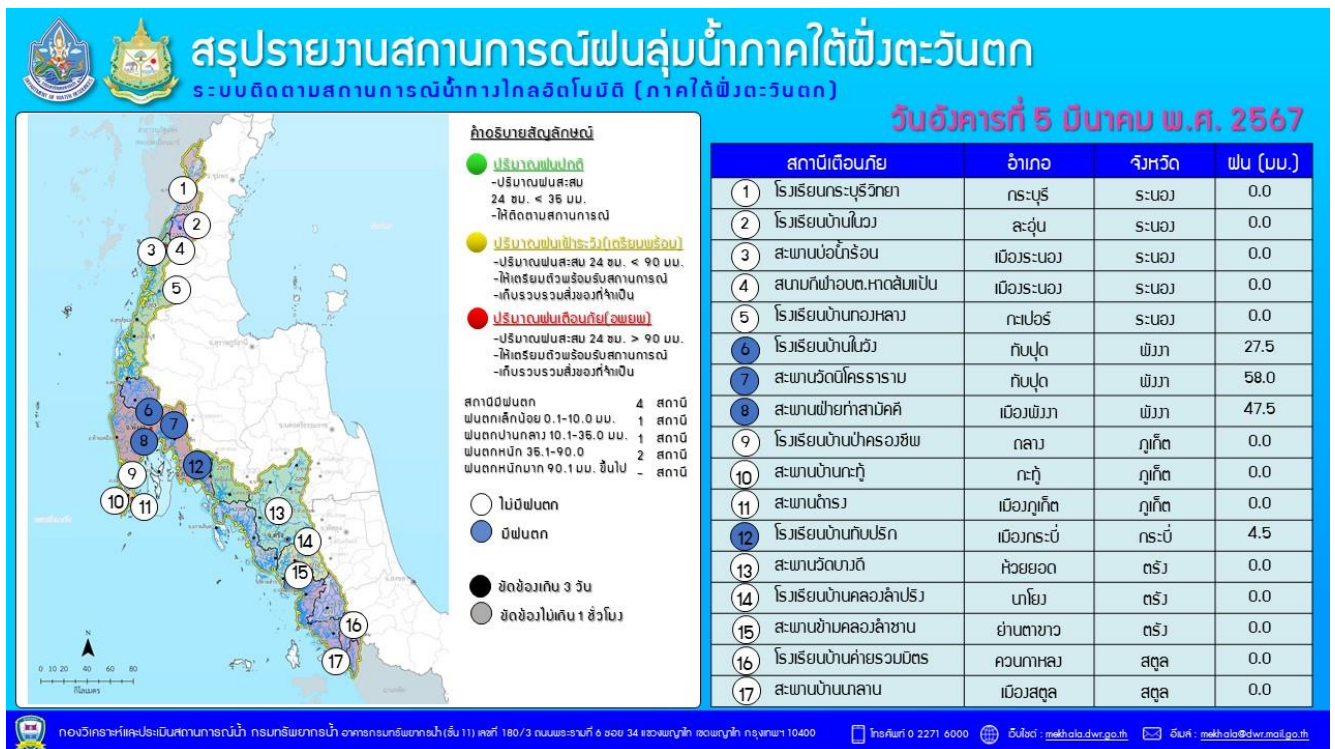 สรุปรายงานสถานการณ์ฝนลุ่มน้ำภาคใต้ฝั่งตะวันตก
ระบบติดตามสถานการณ์น้ำทางไกลอัตโนมัติ (ภาคใต้ฝั่งตะวันตก)
วันอังคารที่ 5 มีนาคม พ.ศ. 2567
คำอธิบายสัญลักษณ์
ปริมาณฝนปกติ
-ปริมาณฝนสะสม
24 ชม. < 35 มม.
-ให้ติดตามสถานการณ์
ปริมาณฝนเฝ้าระวัง(เตรียมพร้อม)
-ปริมาณฝนสะสม 24 ชม. < 90 มม.
-ให้เตรียมตัวพร้อมรับสถานการณ์
-เก็บรวบรวมสิ่งของที่จำเป็น
ปริมาณฝนเตือนภัย(อพยพ)
-ปริมาณฝนสะสม 24 ชม. > 90 มม.
-ให้เตรียมตัวพร้อมรับสถานการณ์
-เก็บรวบรวมสิ่งของที่จำเป็น
สถานีมีฝนตก 4 สถานี
ฝนตกเล็กน้อย 0.1-10.0 มม. 1 สถานี
ฝนตกปานกลาง 10.1-35.0 มม. 1 สถานี
ฝนตกหนัก 35.1-90.0 2 สถานี
ฝนตกหนักมาก 90.1 มม. ขึ้นไป - สถานี
ไม่มีฝนตก
มีฝนตก
ขัดข้องเกิน 3 วัน
ขัดข้องไม่เกิน 1 ชั่วโมง
1
2
3 4
5
6
7
8
9
12
10 11
13
14
15
16
17
N
0 10 20 40 60 80
กิโลเมตร
สถานีเตือนภัย อำเภอ จังหวัด ฝน (มม.)
1 โรงเรียนกระบุรีวิทยา กระบุรี ระนอง 0.0
2 โรงเรียนบ้านในวง ละอุ่น ระนอง 0.0
3 สะพานบ่อน้ำร้อน เมืองระนอง ระนอง 0.0
4 สนามกีฬาอบต.หาดส้มแป้น เมืองระนอง ระนอง 0.0
5 โรงเรียนบ้านทองหลาง กะเปอร์ ระนอง 0.0
6 โรงเรียนบ้านในวัง ทับปุด พังงา 27.5
7 สะพานวัดนิโครธาราม ทับปุด พังงา 58.0
8 สะพานฝ่ายท่าสามัคคี เมืองพังงา พังงา 47.5
9 โรงเรียนบ้านป่าครองชีพ ถลาง ภูเก็ต 0.0
10 สะพานบ้านกะทู้ กะทู้ ภูเก็ต 0.0
11 สะพานดำรง เมืองภูเก็ต ภูเก็ต 0.0
12 โรงเรียนบ้านทับปริก เมืองกระบี่ กระบี่ 4.5
13 สะพานวัดบางดี ห้วยยอด ตรัง 0.0
14 โรงเรียนบ้านคลองลำปริง นาโยง ตรัง 0.0
15 สะพานข้ามคลองลำชาน ย่านตาขาว ตรัง 0.0
16 โรงเรียนบ้านค่ายรวมมิตร ควนกาหลง สตูล 0.0
17 สะพานบ้านนาลาน เมืองสตูล สตูล 0.0
กองวิเคราะห์และประเมินสถานการณ์น้ำ กรมทรัพยากรน้ำ อาคารกรมทรัพยากรน้ำ (ชั้น 11) เลขที่ 180/3 ถนนพระรามที่ 6 ซอย 34 แขวงพญาไท เขตพญาไท กรุงเทพฯ 10400 โทรศัพท์ 0 2271 6000 เว็บไซต์ : mekhala.dwr.go.th อีเมล์ : mekhala@dwr.mail.go.th